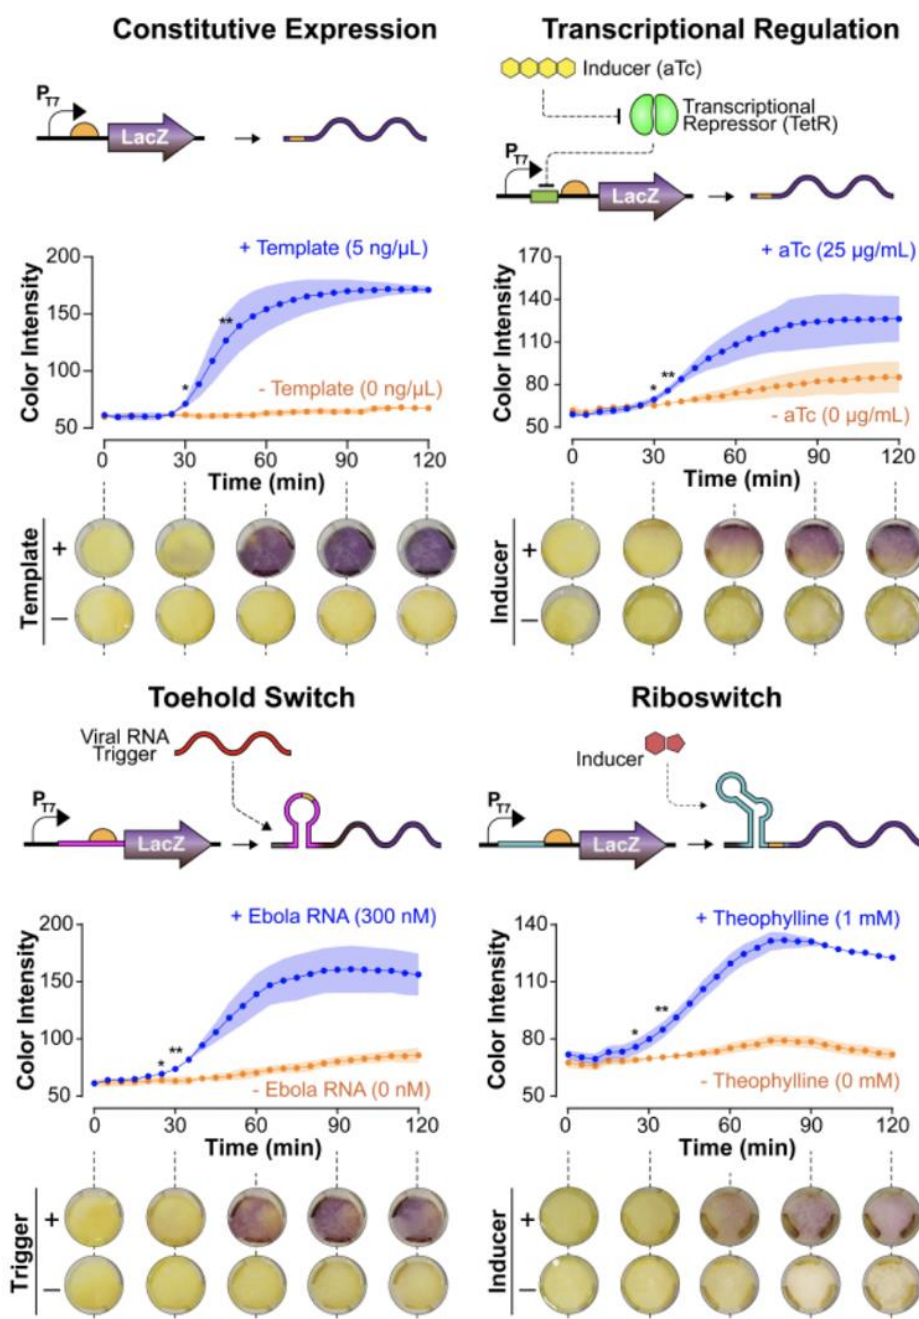 Constitutive Expression
P_T7
LacZ
+ Template (5 ng/µL)
- Template (0 ng/µL)
*
**
Color Intensity
200
150
100
50
0
30
60
90
120
Time (min)
Template
+
–
Transcriptional Regulation
Inducer (aTc)
Transcriptional
Repressor (TetR)
P_T7
LacZ
+ aTc (25 µg/mL)
- aTc (0 µg/mL)
*
**
Color Intensity
170
140
110
80
50
0
30
60
90
120
Time (min)
Inducer
+
–
Toehold Switch
Viral RNA
Trigger
P_T7
LacZ
+ Ebola RNA (300 nM)
- Ebola RNA (0 nM)
*
**
Color Intensity
200
150
100
50
0
30
60
90
120
Time (min)
Trigger
+
–
Riboswitch
Inducer
P_T7
LacZ
+ Theophylline (1 mM)
- Theophylline (0 mM)
*
**
Color Intensity
140
110
80
50
0
30
60
90
120
Time (min)
Inducer
+
–